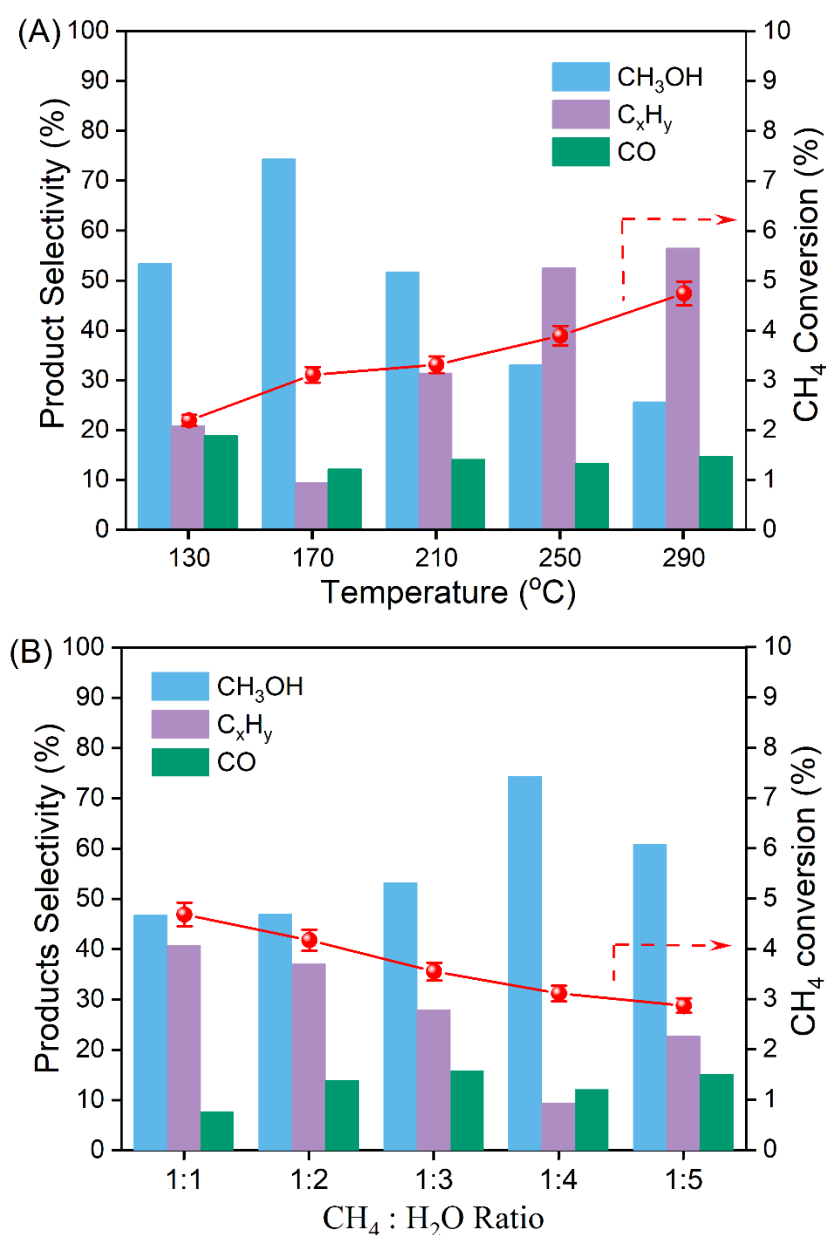 (A)
Product Selectivity (%)
100
90
80
70
60
50
40
30
20
10
0
CH₃OH
CₓHᵧ
CO
10
9
8
7
6
5
4
3
2
1
0
CH₄ Conversion (%)
130 170 210 250 290
Temperature (°C)
(B)
Products Selectivity (%)
100
90
80
70
60
50
40
30
20
10
0
CH₃OH
CₓHᵧ
CO
10
9
8
7
6
5
4
3
2
1
0
CH₄ conversion (%)
1:1 1:2 1:3 1:4 1:5
CH₄ : H₂O Ratio